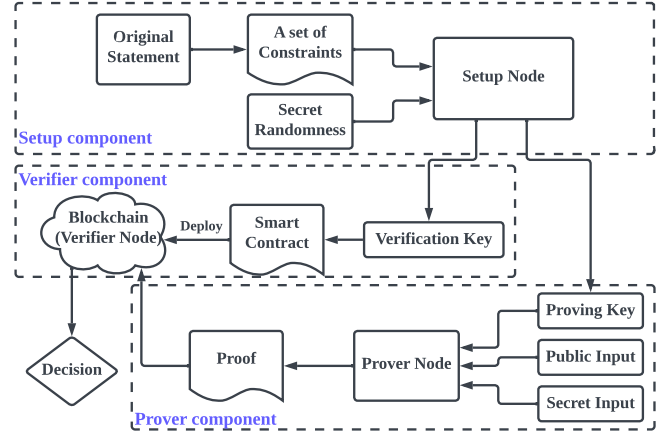 Original
Statement
A set of
Constraints
Setup Node
Secret
Randomness
Setup component
Verifier component
Blockchain
(Verifier Node)
Deploy
Smart
Contract
Verification Key
Decision
Proof
Prover Node
Proving Key
Public Input
Secret Input
Prover component